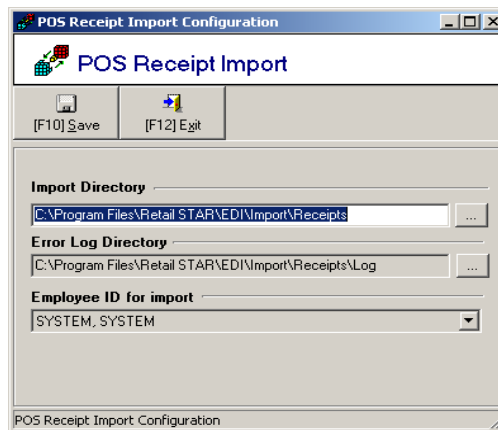 POS Receipt Import Configuration
POS Receipt Import
[F10] Save
[F12] Exit
Import Directory
C:\Program Files\Retail STAR\EDI\Import\Receipts
...
Error Log Directory
C:\Program Files\Retail STAR\EDI\Import\Receipts\Log
...
Employee ID for import
SYSTEM, SYSTEM
POS Receipt Import Configuration